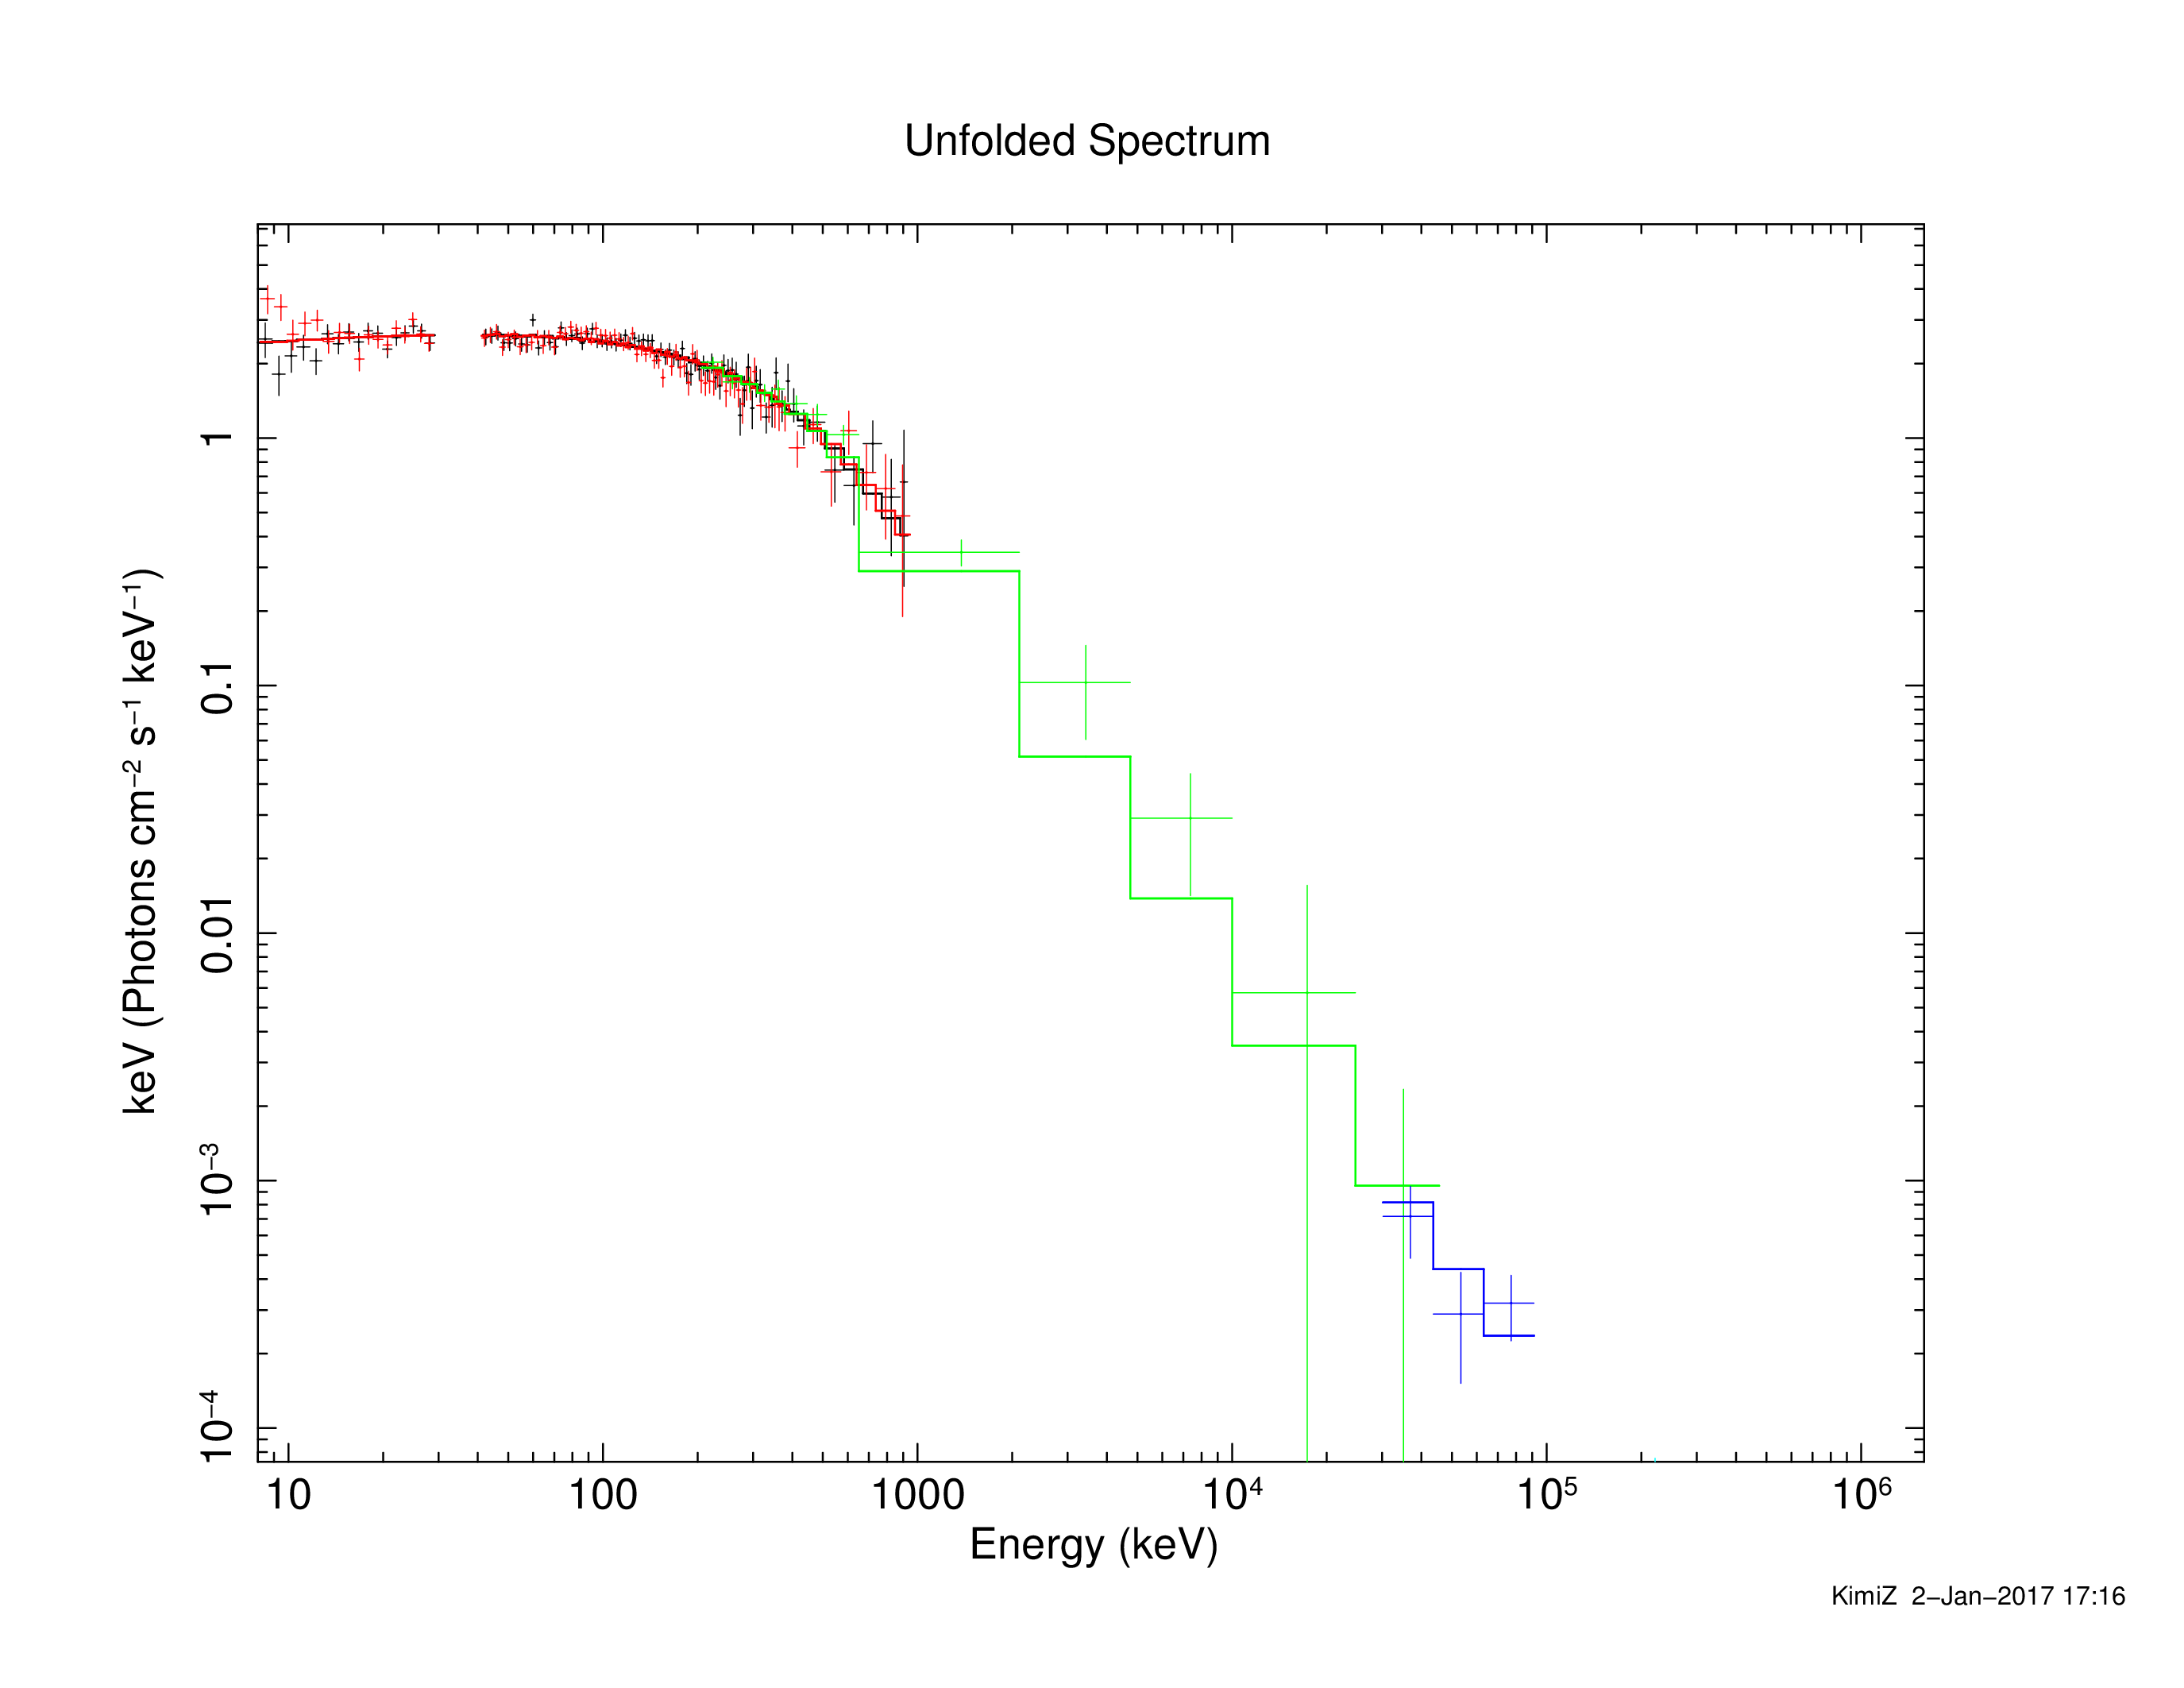 Unfolded Spectrum
keV (Photons cm−2 s−1 keV−1)
1
0.1
0.01
10−3
10−4
10 100 1000 104 105 106
Energy (keV)
KimiZ 2−Jan−2017 17:16